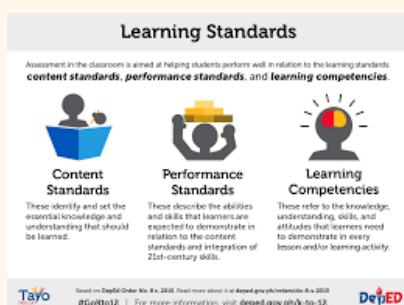 Learning Standards
Assessment in the classroom is aimed at helping students perform well in relation to the learning standards:
content standards, performance standards, and learning competencies.
Content
Standards
These identify and set the
essential knowledge and
understanding that should
be learned.
Performance
Standards
These describe the abilities
and skills that learners are
expected to demonstrate in
relation to the content
standards and integration of
21st-century skills.
Learning
Competencies
These refer to the knowledge,
understanding, skills, and
attitudes that learners need
to demonstrate in every
lesson and/or learning activity.
Tayo
Based on DepEd Order No. 8 s. 2015. Read more about it at deped.gov.ph/orders/do-8-s-2015
#GoKto12 | For more information, visit deped.gov.ph/k-to-12.
DepED